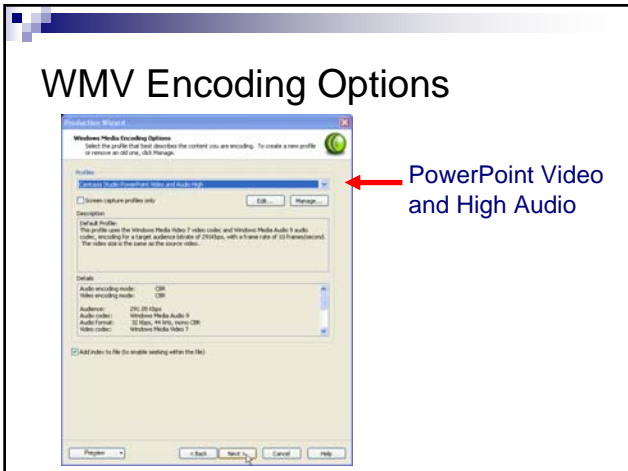 WMV Encoding Options
Production Wizard
Windows Media Encoding Options
Select the profile that best describes the content you are encoding. To create a new profile
or remove an old one, click Manage.
Profiles
Camtasia Studio PowerPoint Video and Audio High
Screen capture profiles only
Edit...
Manage...
Description
Default Profile:
This profile uses the Windows Media Video 7 video codec and Windows Media Audio 9 audio
codec, encoding for a target audience bitrate of 291Kbps, with a frame rate of 10 frames/second.
The video size is the same as the source video.
Details
Audio encoding mode: CBR
Video encoding mode: CBR
Audience: 291.05 Kbps
Audio codec: Windows Media Audio 9
Audio format: 32 kbps, 44 kHz, mono CBR
Video codec: Windows Media Video 7
Add index to file (to enable seeking within the file)
Preview
< Back
Next >
Cancel
Help
PowerPoint Video
and High Audio